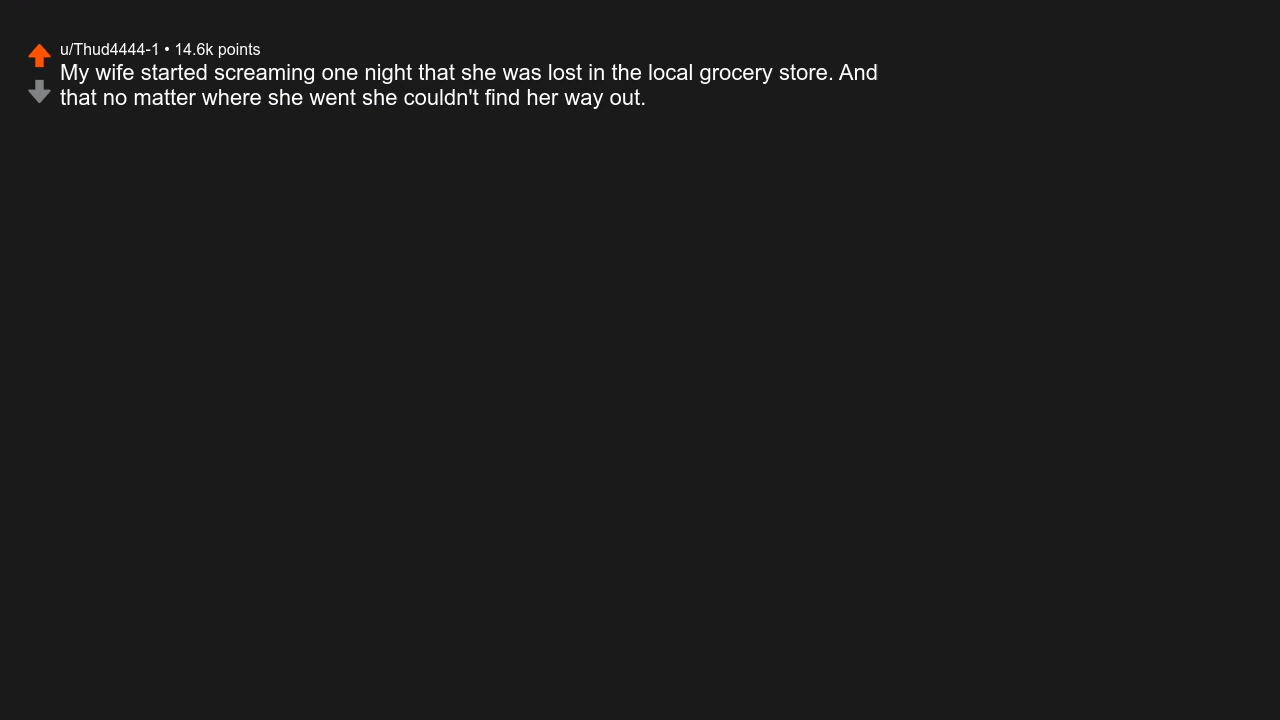 u/Thud4444-1 • 14.6k points
My wife started screaming one night that she was lost in the local grocery store. And
that no matter where she went she couldn't find her way out.